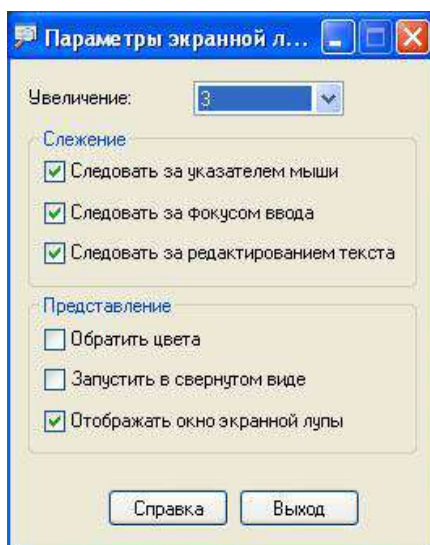 Параметры экранной л...
Увеличение: 3
Слежение
Следовать за указателем мыши
Следовать за фокусом ввода
Следовать за редактированием текста
Представление
Обратить цвета
Запустить в свернутом виде
Отображать окно экранной лупы
Справка Выход